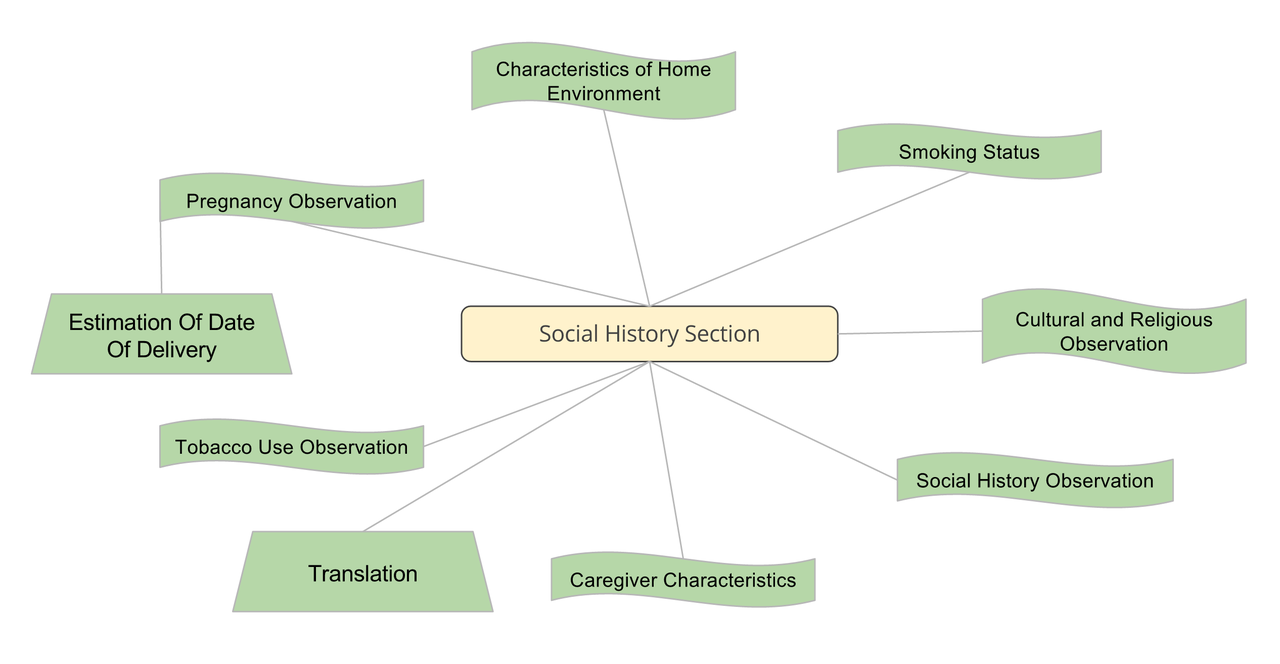 Characteristics of Home
Environment
Smoking Status
Pregnancy Observation
Estimation Of Date
Of Delivery
Social History Section
Cultural and Religious
Observation
Tobacco Use Observation
Social History Observation
Translation
Caregiver Characteristics